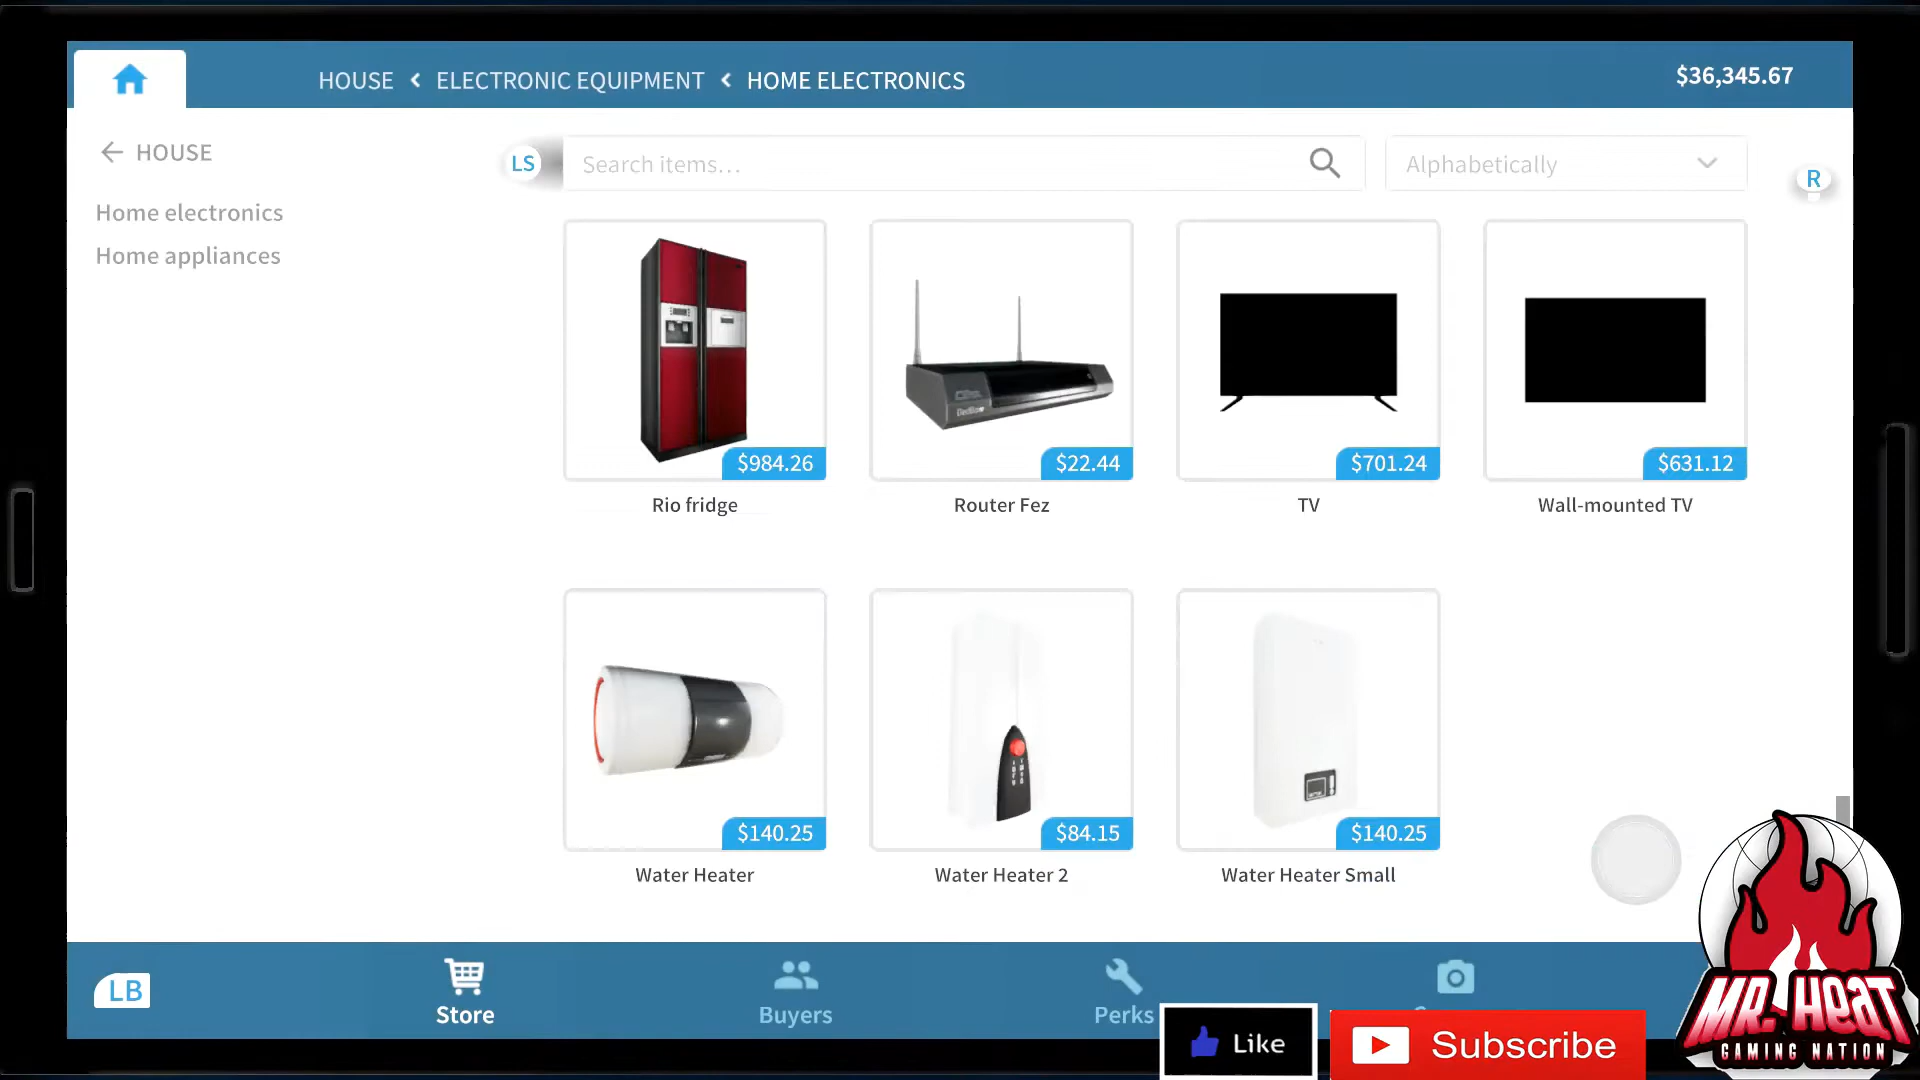 HOUSE < ELECTRONIC EQUIPMENT < HOME ELECTRONICS
$36,345.67
← HOUSE
Home electronics
Home appliances
LS
Search items...
Alphabetically
R
$984.26
Rio fridge
$22.44
Router Fez
$701.24
TV
$631.12
Wall-mounted TV
$140.25
Water Heater
$84.15
Water Heater 2
$140.25
Water Heater Small
LB
Store
Buyers
Perks
Like
Subscribe
MR. HEAT
GAMING NATION